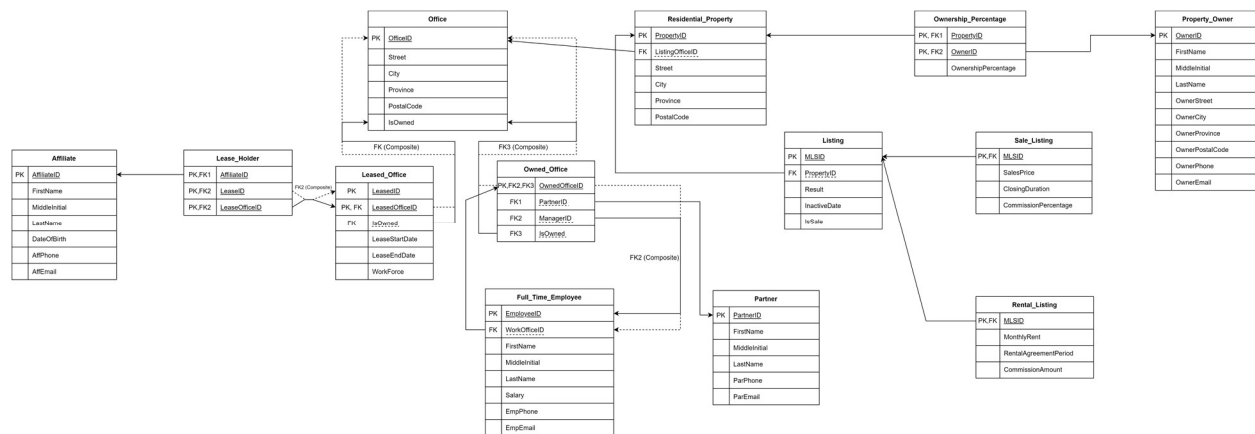 Office
PK OfficeID
Street
City
Province
PostalCode
IsOwned
Residential_Property
PK PropertyID
FK ListingOfficeID
Street
City
Province
PostalCode
Ownership_Percentage
PK, FK1 PropertyID
PK, FK2 OwnerID
OwnershipPercentage
Property_Owner
PK OwnerID
FirstName
MiddleInitial
LastName
OwnerStreet
OwnerCity
OwnerProvince
OwnerPostalCode
OwnerPhone
OwnerEmail
FK (Composite)
FK3 (Composite)
Listing
PK MLSID
FK PropertyID
Result
InactiveDate
IsSale
Sale_Listing
PK,FK MLSID
SalesPrice
ClosingDuration
CommissionPercentage
Affiliate
PK AffiliateID
FirstName
MiddleInitial
LastName
DateOfBirth
AffPhone
AffEmail
Lease_Holder
PK,FK1 AffiliateID
PK,FK2 LeaseID
PK,FK2 LeaseOfficeID
FK2 (Composite)
Leased_Office
PK LeasedID
PK, FK LeasedOfficeID
FK IsOwned
LeaseStartDate
LeaseEndDate
WorkForce
Owned_Office
PK,FK2,FK3 OwnedOfficeID
FK1 PartnerID
FK2 ManagerID
FK3 IsOwned
FK2 (Composite)
Full_Time_Employee
PK EmployeeID
FK WorkOfficeID
FirstName
MiddleInitial
LastName
Salary
EmpPhone
EmpEmail
Partner
PK PartnerID
FirstName
MiddleInitial
LastName
ParPhone
ParEmail
Rental_Listing
PK,FK MLSID
MonthlyRent
RentalAgreementPeriod
CommissionAmount